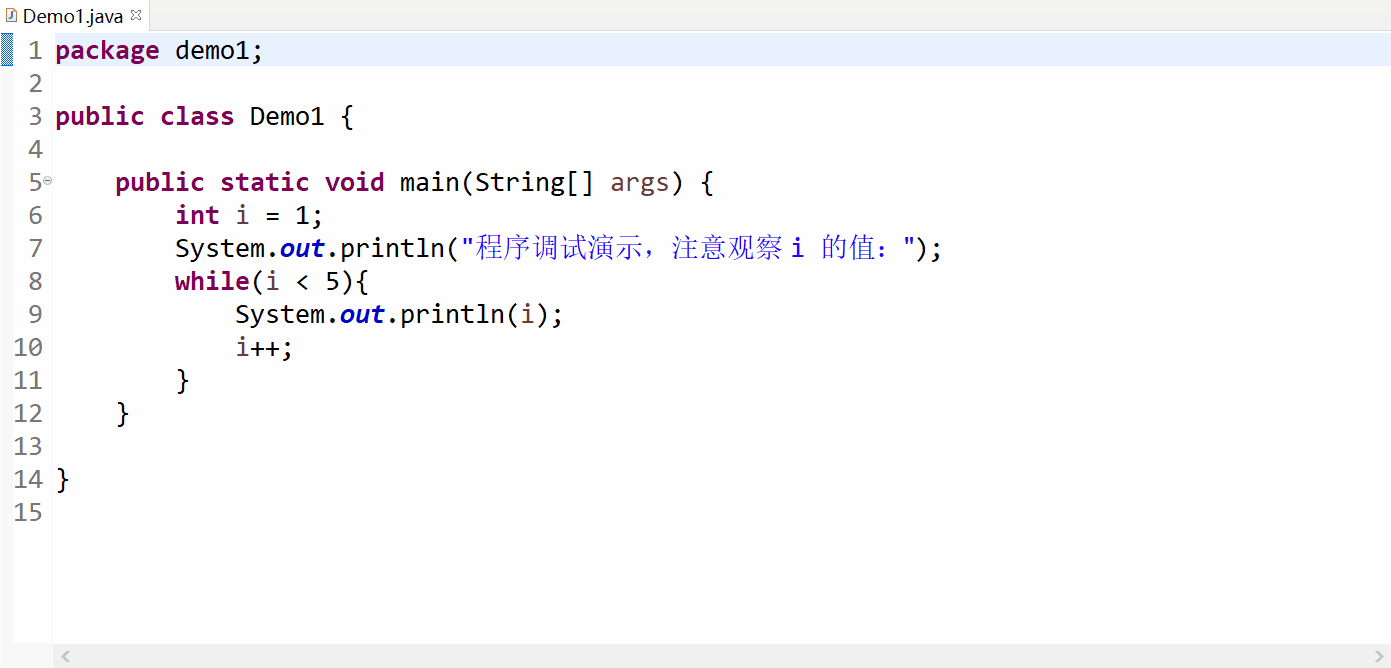 Demo1.java
1 package demo1;
2
3 public class Demo1 {
4
5     public static void main(String[] args) {
6         int i = 1;
7         System.out.println("程序调试演示，注意观察i 的值：");
8         while(i < 5){
9             System.out.println(i);
10             i++;
11         }
12     }
13
14 }
15